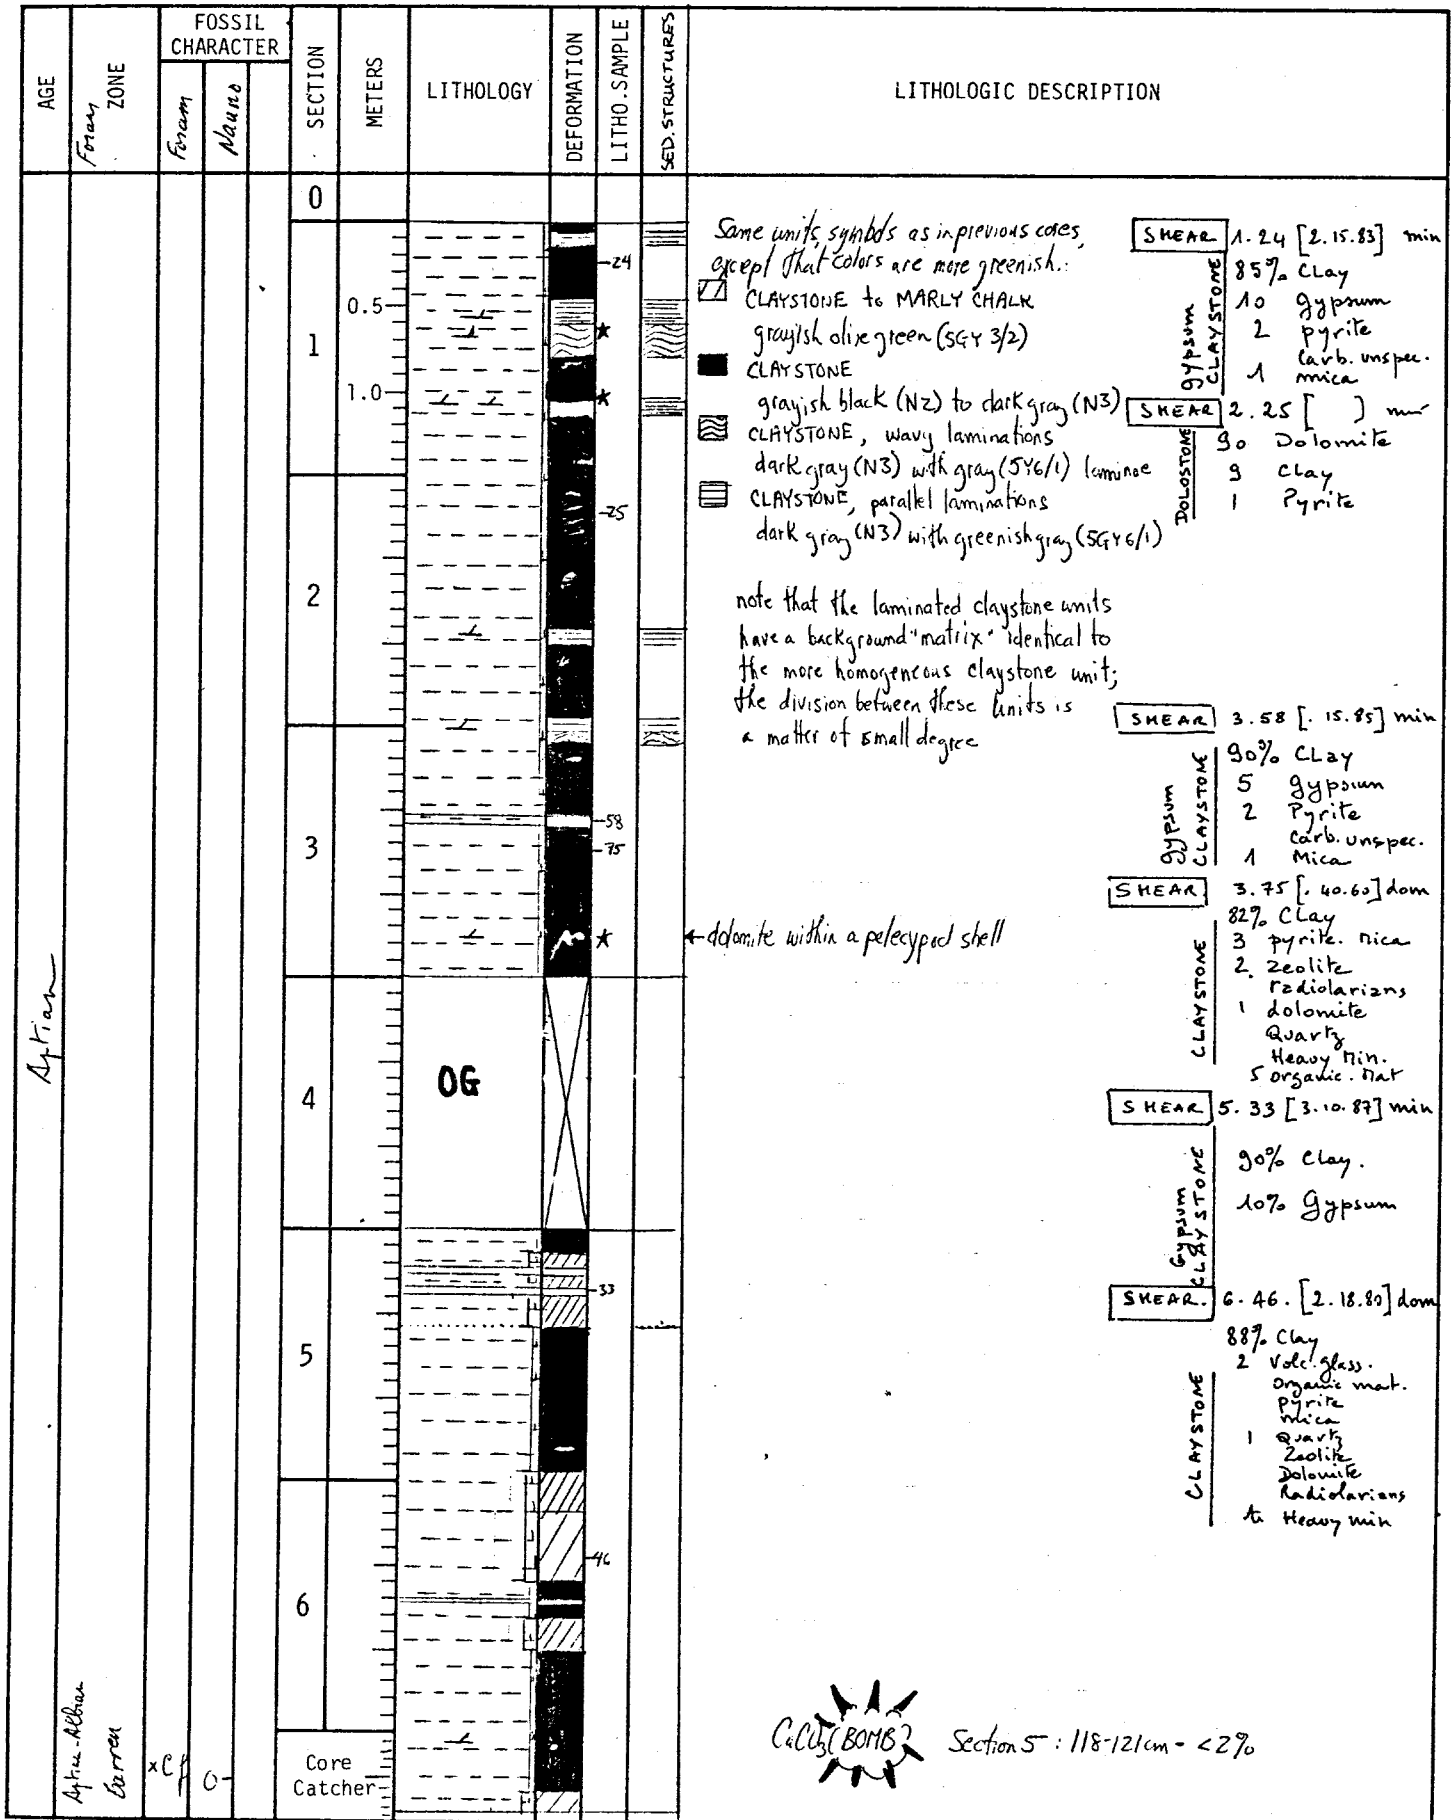 AGE
Foram ZONE
FOSSIL CHARACTER
Foram
Nanno
SECTION
METERS
LITHOLOGY
DEFORMATION
LITHO.SAMPLE
SED.STRUCTURES
LITHOLOGIC DESCRIPTION
0
1
0.5
1.0
2
3
4
5
6
Core
Catcher
OG
24
25
58
75
33
46
Aptian
Aptian-Albian
Barren
xCf
0-
Same units, symbols as in previous cores,
except that colors are more greenish.:
CLAYSTONE to MARLY CHALK
grayish olive green (5GY 3/2)
CLAYSTONE
grayish black (N2) to dark gray (N3)
CLAYSTONE, wavy laminations
dark gray (N3) with gray (5Y6/1) laminae
CLAYSTONE, parallel laminations
dark gray (N3) with greenish gray (5GY6/1)
note that the laminated claystone units
have a background "matrix" identical to
the more homogeneous claystone unit;
the division between these units is
a matter of small degree
←dolomite within a pelecypod shell
SMEAR 1.24 [2.15.83] min
gypsum CLAYSTONE
85% Clay
10 gypsum
2 pyrite
Carb. unspec.
1 mica
SMEAR 2.25 [ ] min
DOLOSTONE
90 Dolomite
9 Clay
1 Pyrite
SMEAR 3.58 [. 15.85] min
gypsum CLAYSTONE
90% Clay
5 gypsum
2 Pyrite
Carb. unspec.
1 Mica
SMEAR 3.75 [. 40.60] dom
CLAYSTONE
82% Clay
3 pyrite. Mica
2. Zeolite
radiolarians
1 dolomite
Quartz
Heavy Min.
5 organic. Mat
SMEAR 5.33 [3.10.87] min
Gypsum CLAYSTONE
90% Clay.
10% Gypsum
SMEAR. 6.46. [2.18.80] dom
CLAYSTONE
88% Clay
2 Volc. glass.
Organic mat.
pyrite
mica
1 Quartz
Zeolite
Dolomite
Radiolarians
tr Heavy min
CaCO3 (BOMB) Section 5: 118-121cm - <2%